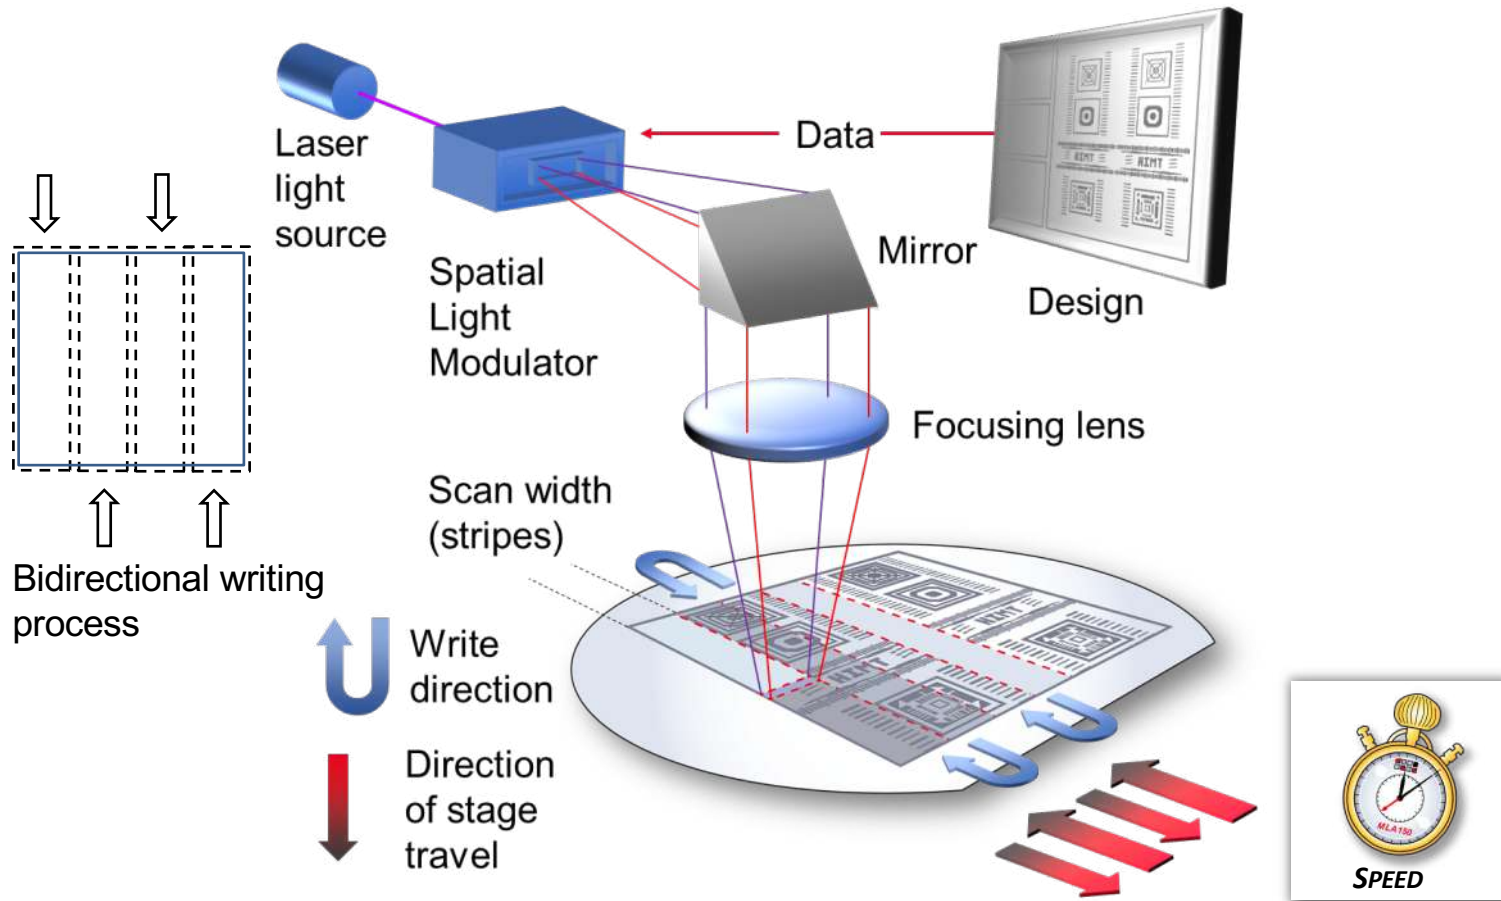 Laser
light
source
Data
Spatial
Light
Modulator
Mirror
Design
Focusing lens
Scan width
(stripes)
Bidirectional writing
process
Write
direction
Direction
of stage
travel
MLA150
SPEED